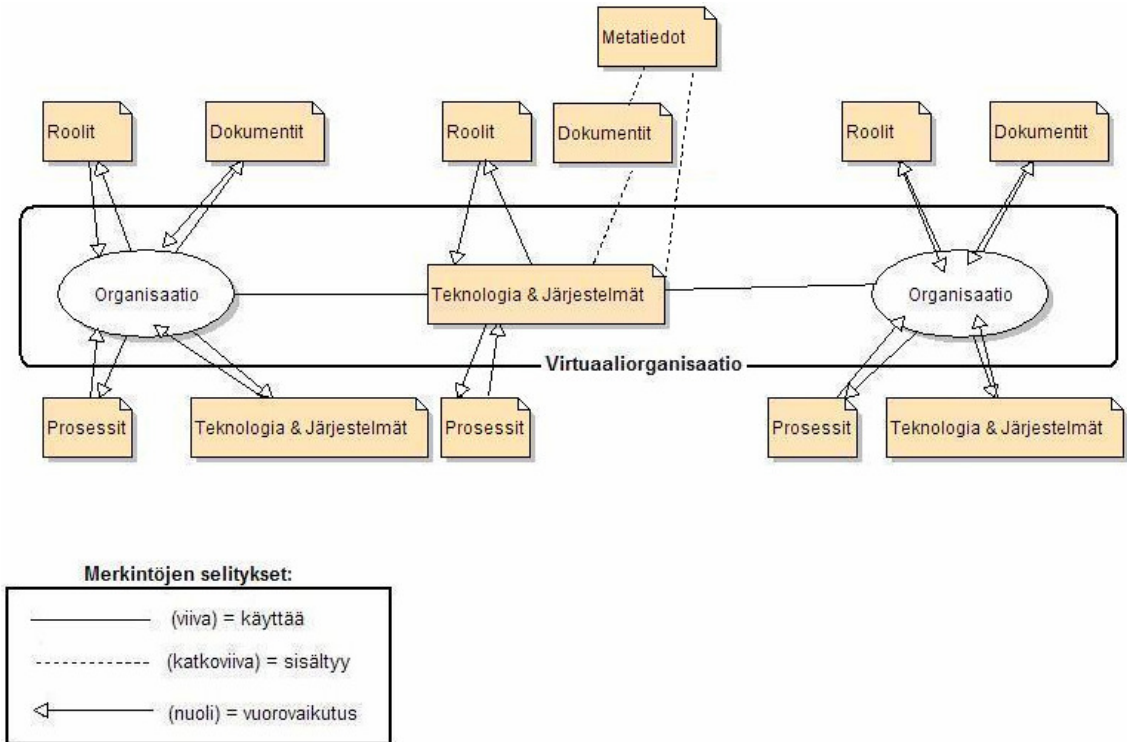 Metatiedot
Roolit
Dokumentit
Roolit
Dokumentit
Roolit
Dokumentit
Organisaatio
Teknologia & Järjestelmät
Organisaatio
Virtuaaliorganisaatio
Prosessit
Teknologia & Järjestelmät
Prosessit
Prosessit
Teknologia & Järjestelmät
Merkintöjen selitykset:
(viiva) = käyttää
(katkoviiva) = sisältyy
(nuoli) = vuorovaikutus